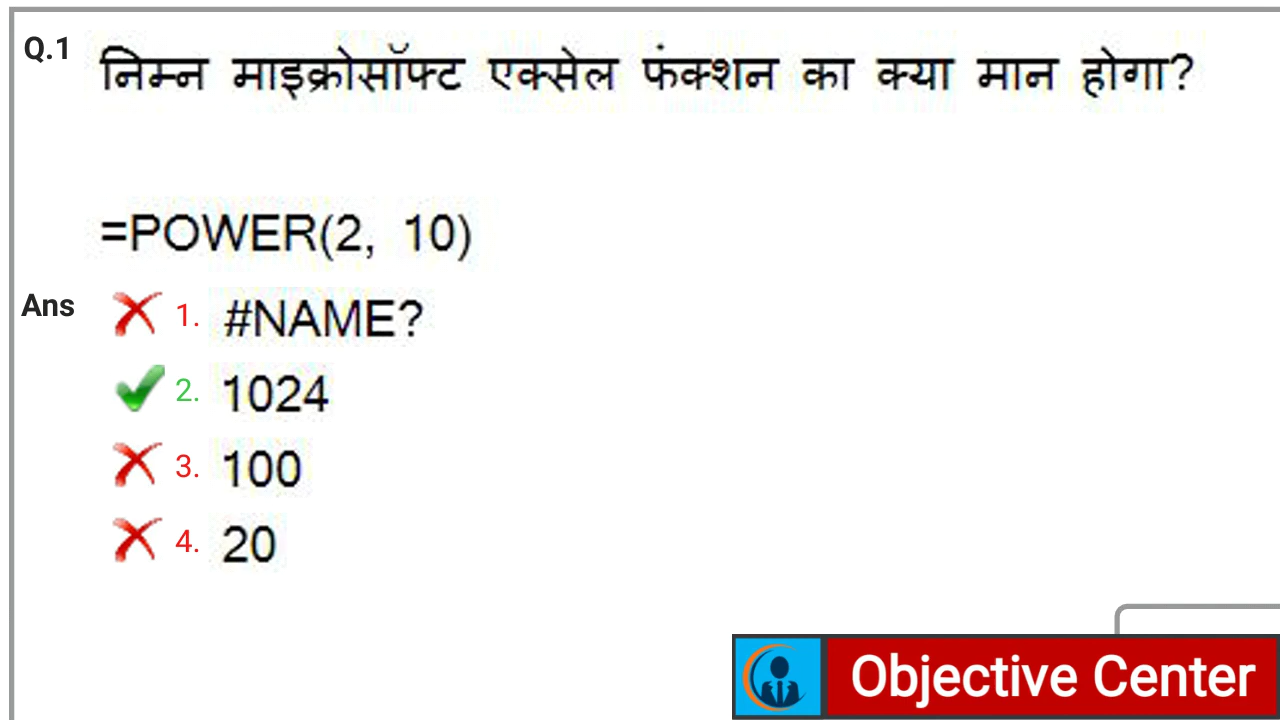 Q.1 निम्न माइक्रोसॉफ्ट एक्सेल फंक्शन का क्या मान होगा?
=POWER(2, 10)
Ans 1. #NAME?
2. 1024
3. 100
4. 20
Objective Center